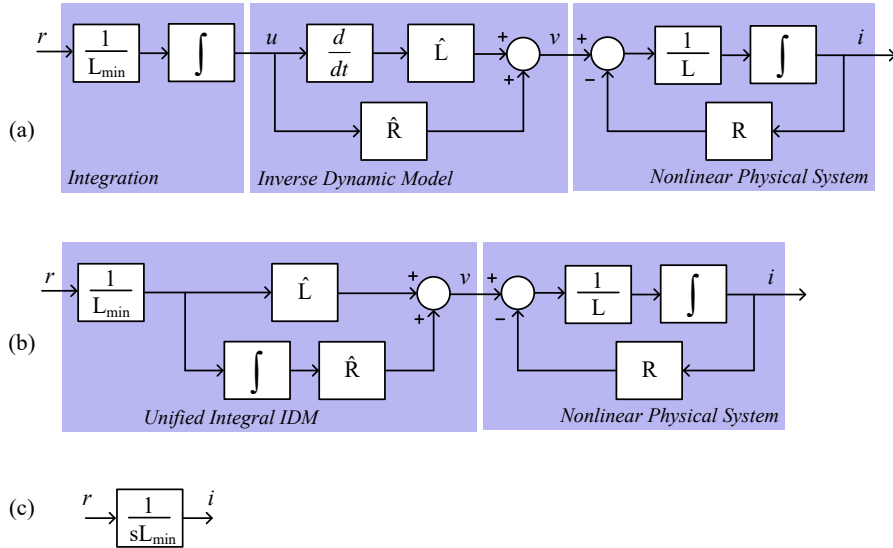 r 1/L_min ∫ u d/dt L̂ + + v + − 1/L ∫ i
(a) R̂ R
Integration Inverse Dynamic Model Nonlinear Physical System
r 1/L_min L̂ + + v + − 1/L ∫ i
(b) ∫ R̂ R
Unified Integral IDM Nonlinear Physical System
(c) r 1/sL_min i